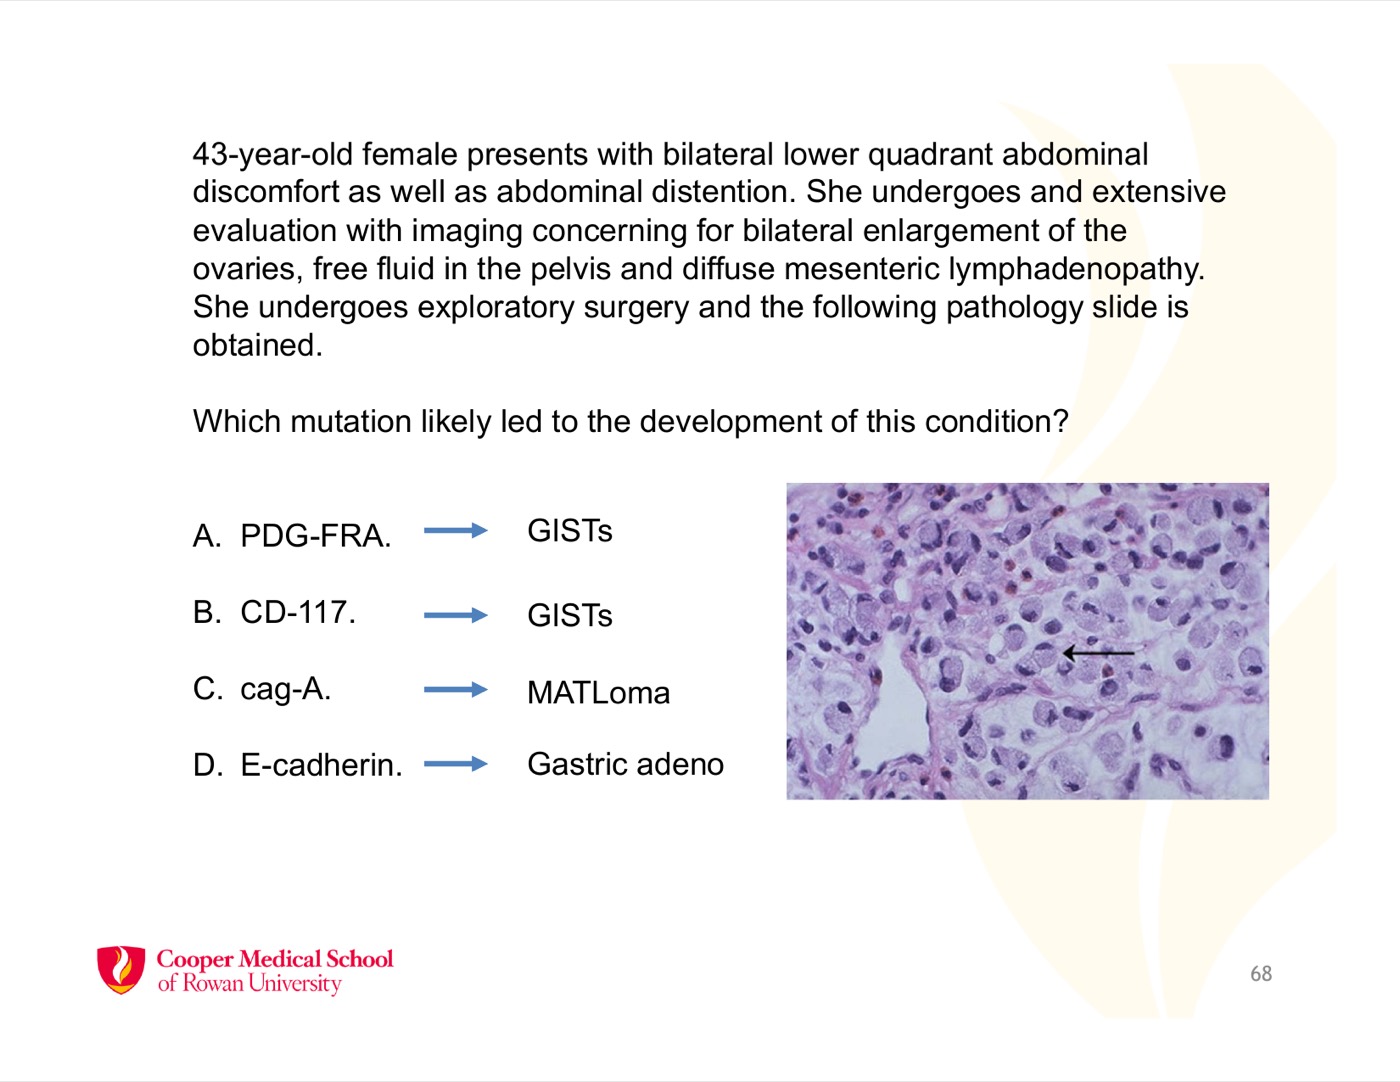 43-year-old female presents with bilateral lower quadrant abdominal
discomfort as well as abdominal distention. She undergoes and extensive
evaluation with imaging concerning for bilateral enlargement of the
ovaries, free fluid in the pelvis and diffuse mesenteric lymphadenopathy.
She undergoes exploratory surgery and the following pathology slide is
obtained.
Which mutation likely led to the development of this condition?
A. PDG-FRA. GISTs
B. CD-117. GISTs
C. cag-A. MATLoma
D. E-cadherin. Gastric adeno
Cooper Medical School
of Rowan University
68